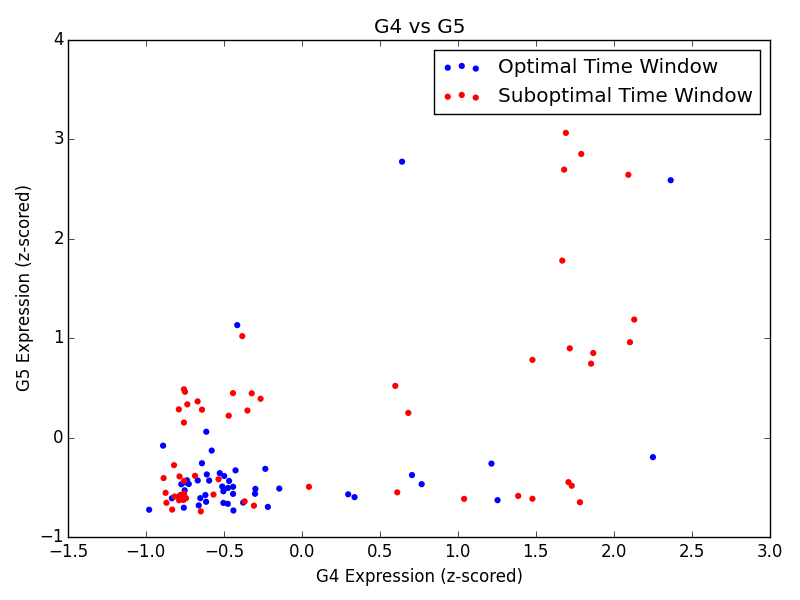 G4 vs G5
Optimal Time Window
Suboptimal Time Window
4
3
2
1
0
−1
G5 Expression (z-scored)
−1.5 −1.0 −0.5 0.0 0.5 1.0 1.5 2.0 2.5 3.0
G4 Expression (z-scored)